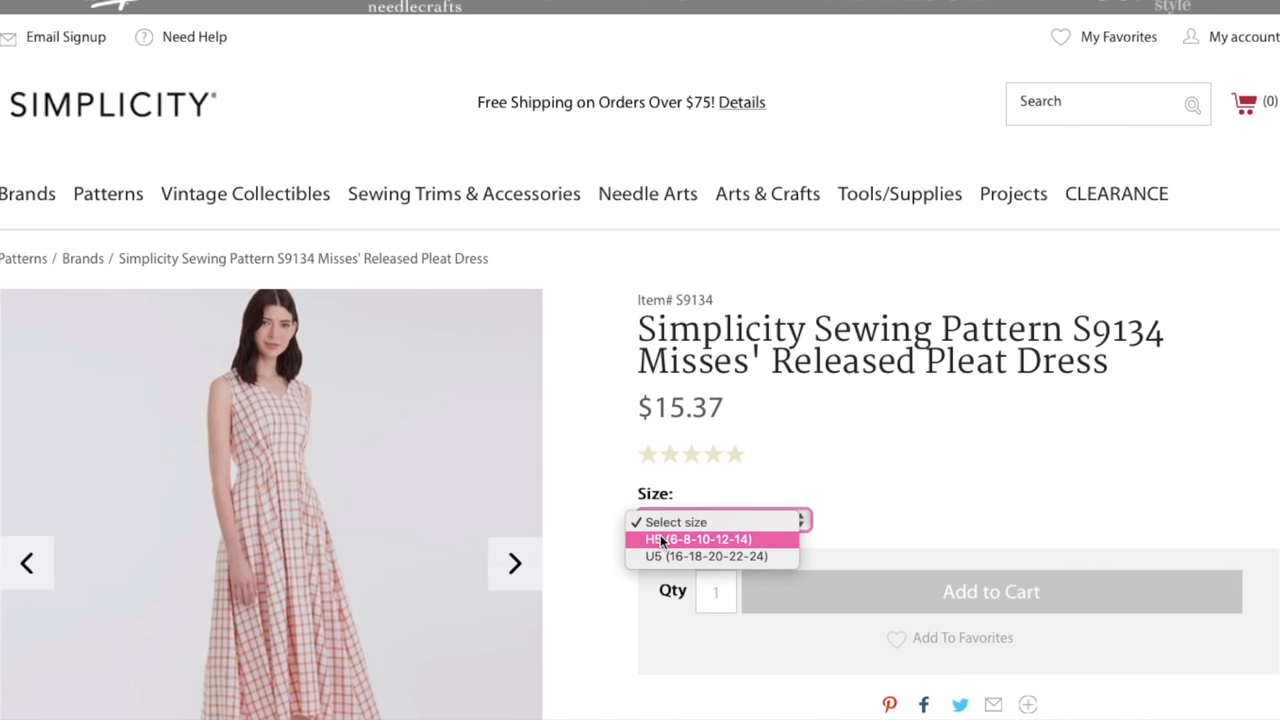 needlecrafts
style
Email Signup
Need Help
My Favorites
My account
SIMPLICITY
Free Shipping on Orders Over $75! Details
Search
(0)
Brands Patterns Vintage Collectibles Sewing Trims & Accessories Needle Arts Arts & Crafts Tools/Supplies Projects CLEARANCE
Patterns / Brands / Simplicity Sewing Pattern S9134 Misses' Released Pleat Dress
Item# S9134
Simplicity Sewing Pattern S9134
Misses' Released Pleat Dress
$15.37
Size:
✓ Select size
H5 (6-8-10-12-14)
U5 (16-18-20-22-24)
Qty 1 Add to Cart
Add To Favorites